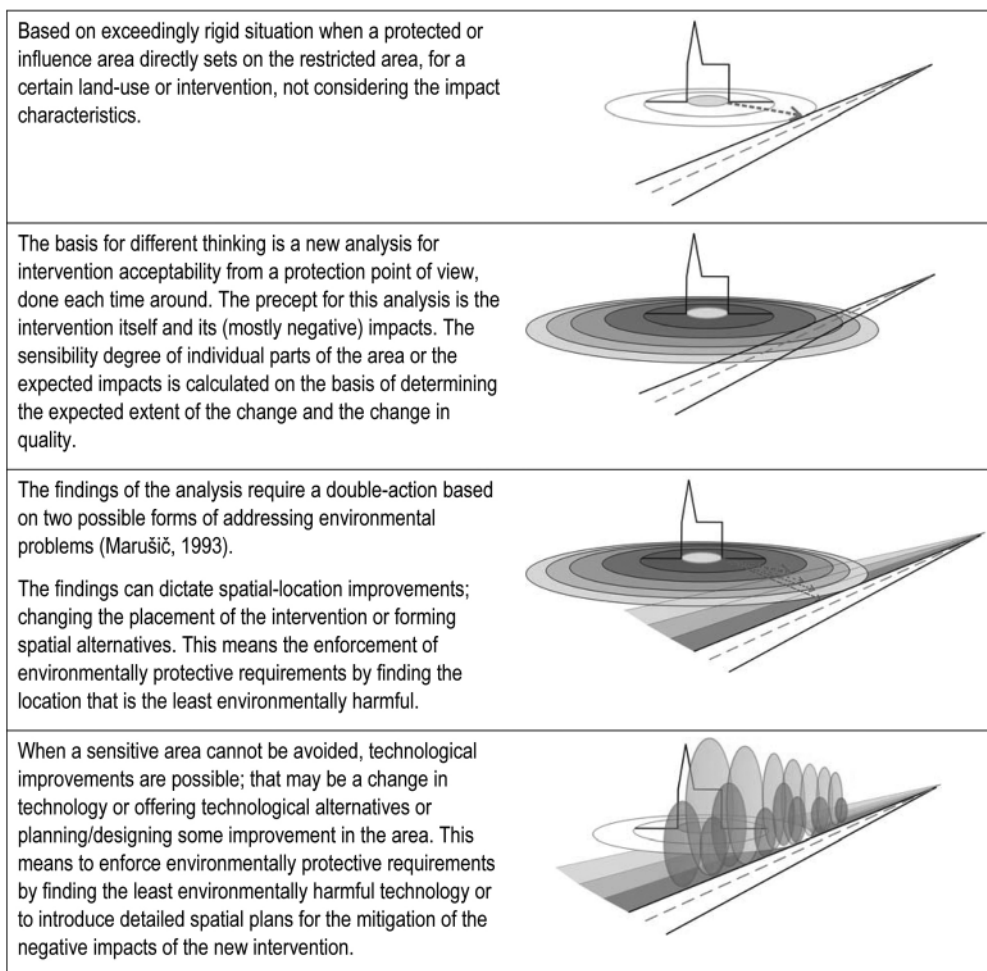 Based on exceedingly rigid situation when a protected or
influence area directly sets on the restricted area, for a
certain land-use or intervention, not considering the impact
characteristics.
The basis for different thinking is a new analysis for
intervention acceptability from a protection point of view,
done each time around. The precept for this analysis is the
intervention itself and its (mostly negative) impacts. The
sensibility degree of individual parts of the area or the
expected impacts is calculated on the basis of determining
the expected extent of the change and the change in
quality.
The findings of the analysis require a double-action based
on two possible forms of addressing environmental
problems (Marušič, 1993).
The findings can dictate spatial-location improvements;
changing the placement of the intervention or forming
spatial alternatives. This means the enforcement of
environmentally protective requirements by finding the
location that is the least environmentally harmful.
When a sensitive area cannot be avoided, technological
improvements are possible; that may be a change in
technology or offering technological alternatives or
planning/designing some improvement in the area. This
means to enforce environmentally protective requirements
by finding the least environmentally harmful technology or
to introduce detailed spatial plans for the mitigation of the
negative impacts of the new intervention.